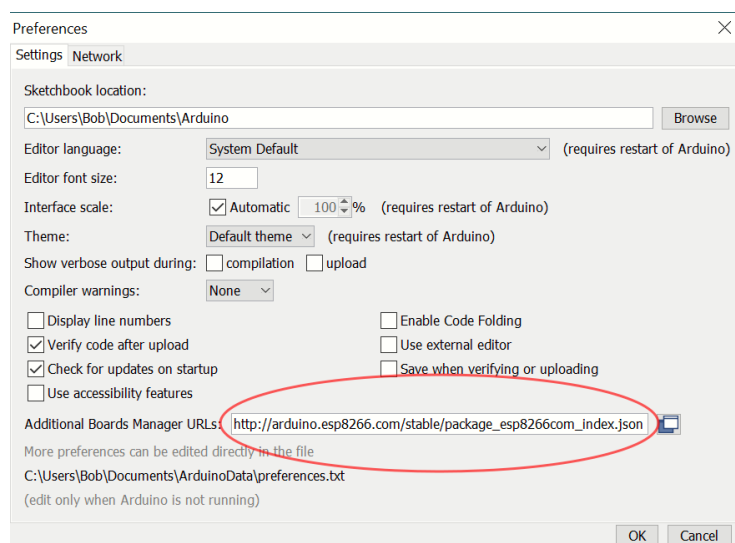 Preferences
Settings Network
Sketchbook location:
C:\Users\Bob\Documents\Arduino Browse
Editor language: System Default (requires restart of Arduino)
Editor font size: 12
Interface scale: Automatic 100 % (requires restart of Arduino)
Theme: Default theme (requires restart of Arduino)
Show verbose output during: compilation upload
Compiler warnings: None
Display line numbers Enable Code Folding
Verify code after upload Use external editor
Check for updates on startup Save when verifying or uploading
Use accessibility features
Additional Boards Manager URLs: http://arduino.esp8266.com/stable/package_esp8266com_index.json
More preferences can be edited directly in the file
C:\Users\Bob\Documents\ArduinoData\preferences.txt
(edit only when Arduino is not running)
OK Cancel